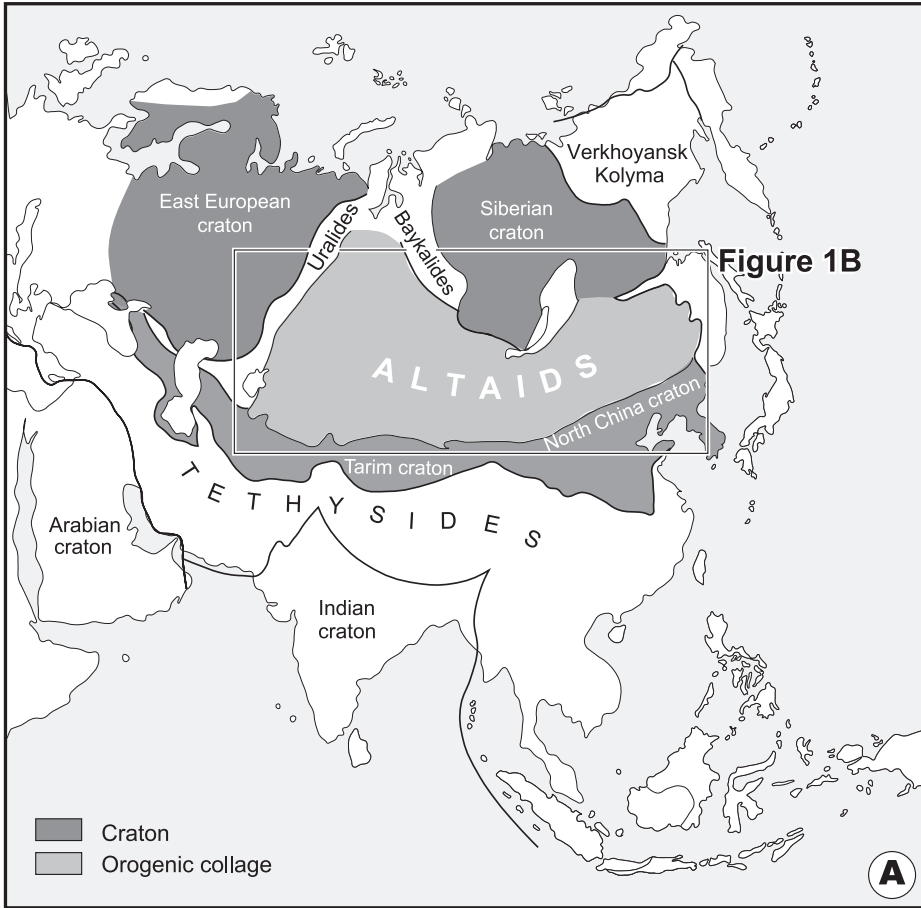 Verkhoyansk
Kolyma
East European
craton
Siberian
craton
Uralides
Baykalides
Figure 1B
ALTAIDS
North China craton
Tarim craton
TETHYSIDES
Arabian
craton
Indian
craton
Craton
Orogenic collage
A